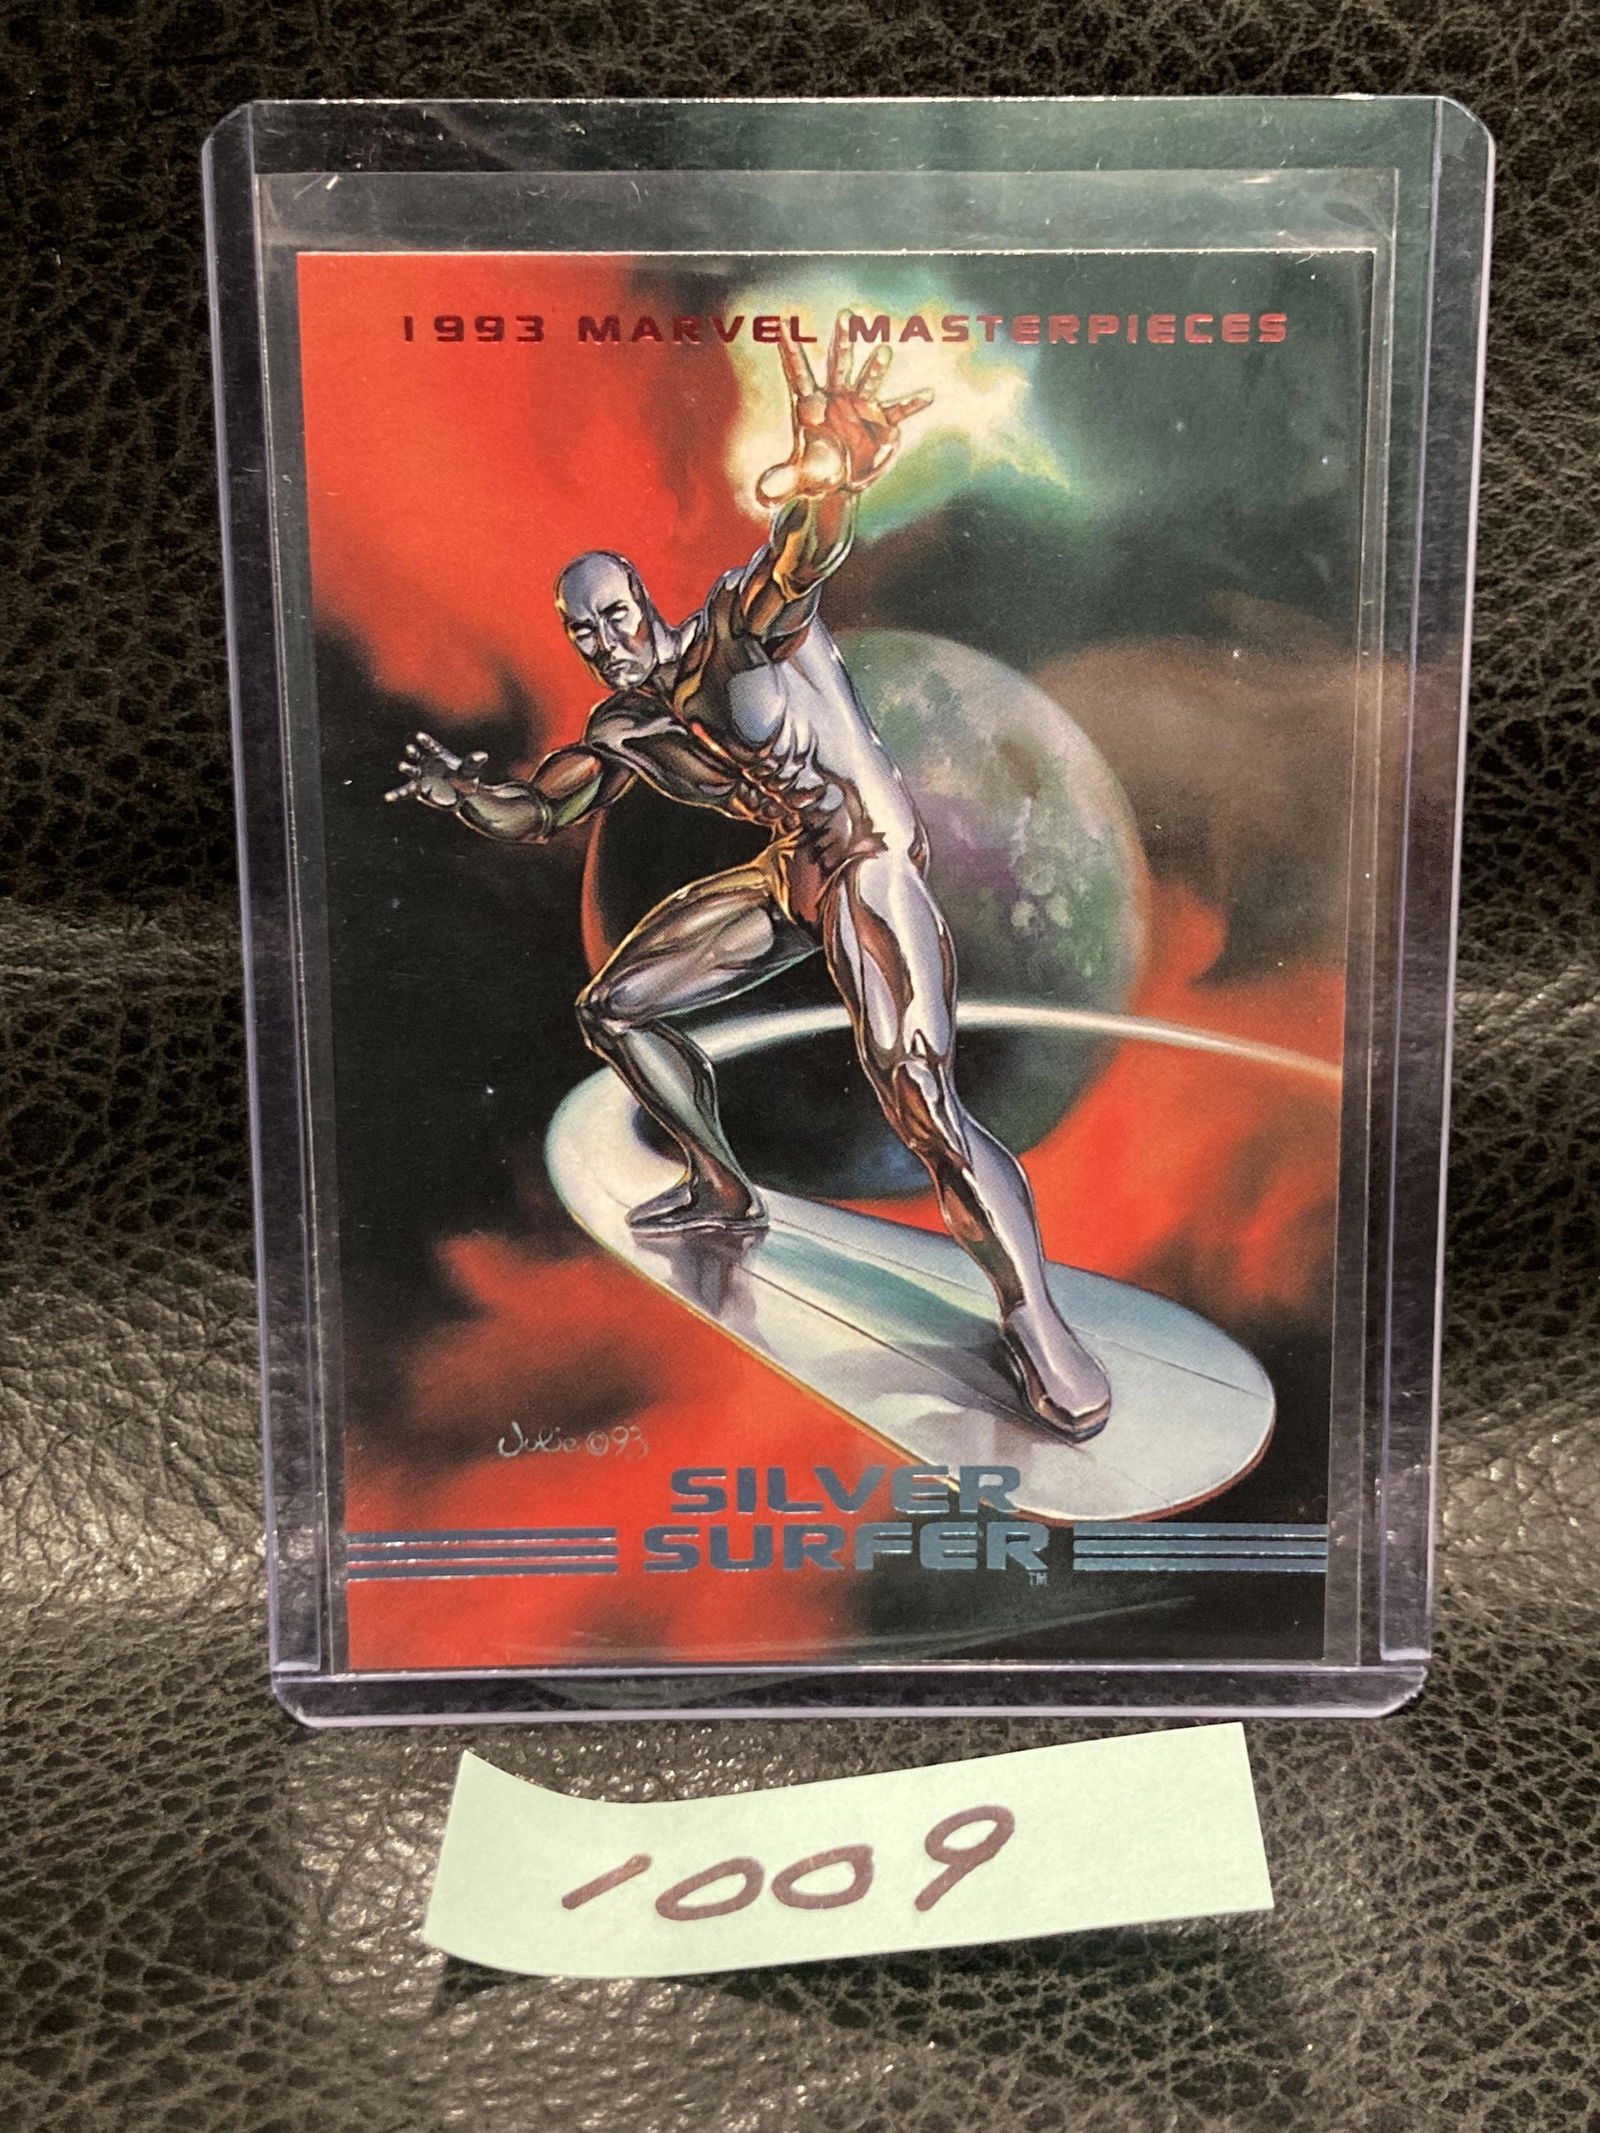 1993 MARVEL MASTERPIECES
Julie ©93
SILVER
SURFER
TM
1009